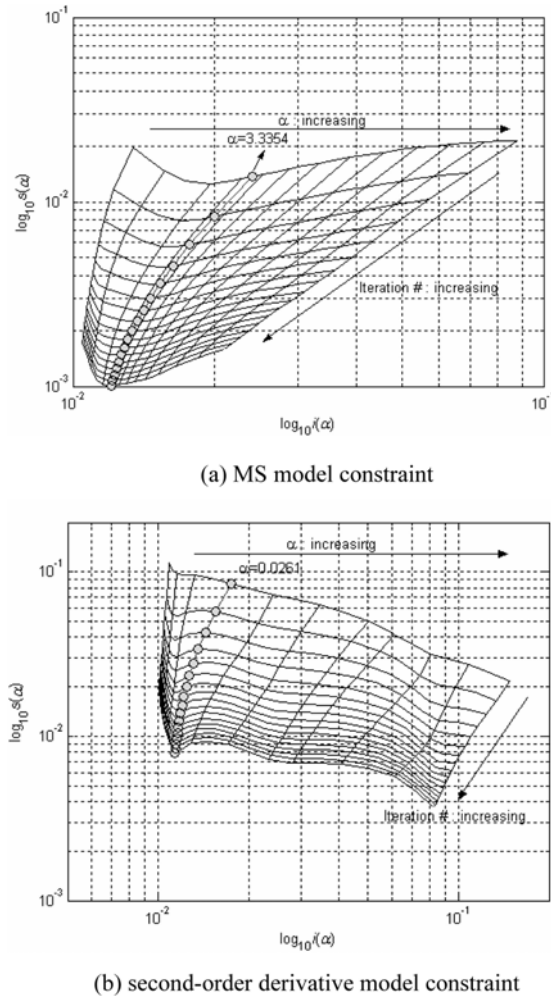 10⁻¹
α : increasing
α=3.3354
10⁻²
log₁₀s(α)
Iteration # : increasing
10⁻³
10⁻²
10⁻
log₁₀i(α)
(a) MS model constraint
α : increasing
10⁻¹
α=0.0261
log₁₀s(α)
10⁻²
Iteration # : increasing
10⁻³
10⁻²
10⁻¹
log₁₀i(α)
(b) second-order derivative model constraint